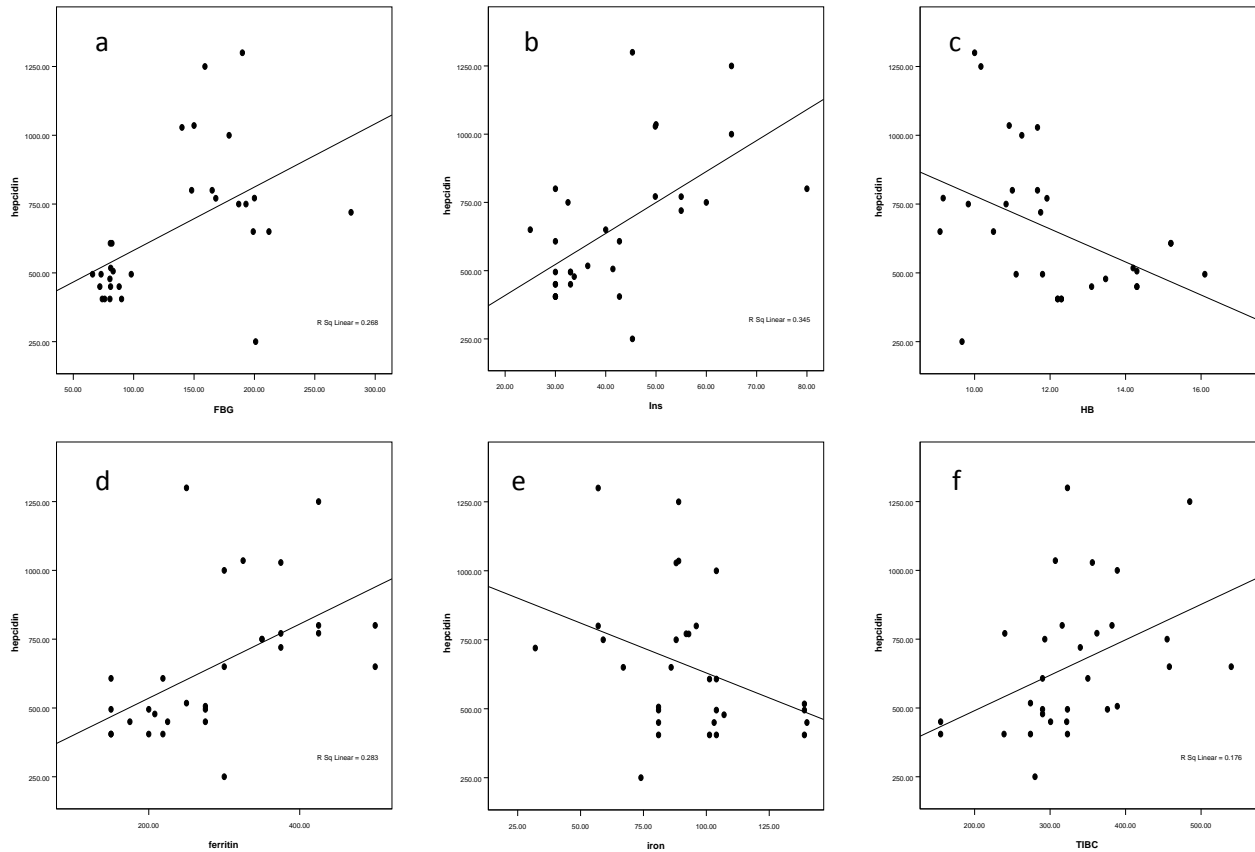 a
hepcidin
1250.00
1000.00
750.00
500.00
250.00
R Sq Linear = 0.268
50.00 100.00 150.00 200.00 250.00 300.00
FBG
b
hepcidin
1250.00
1000.00
750.00
500.00
250.00
R Sq Linear = 0.345
20.00 30.00 40.00 50.00 60.00 70.00 80.00
Ins
c
hepcidin
1250.00
1000.00
750.00
500.00
250.00
10.00 12.00 14.00 16.00
HB
d
hepcidin
1250.00
1000.00
750.00
500.00
250.00
R Sq Linear = 0.283
200.00 400.00
ferritin
e
hepcidin
1250.00
1000.00
750.00
500.00
250.00
25.00 50.00 75.00 100.00 125.00
iron
f
hepcidin
1250.00
1000.00
750.00
500.00
250.00
R Sq Linear = 0.176
200.00 300.00 400.00 500.00
TIBC